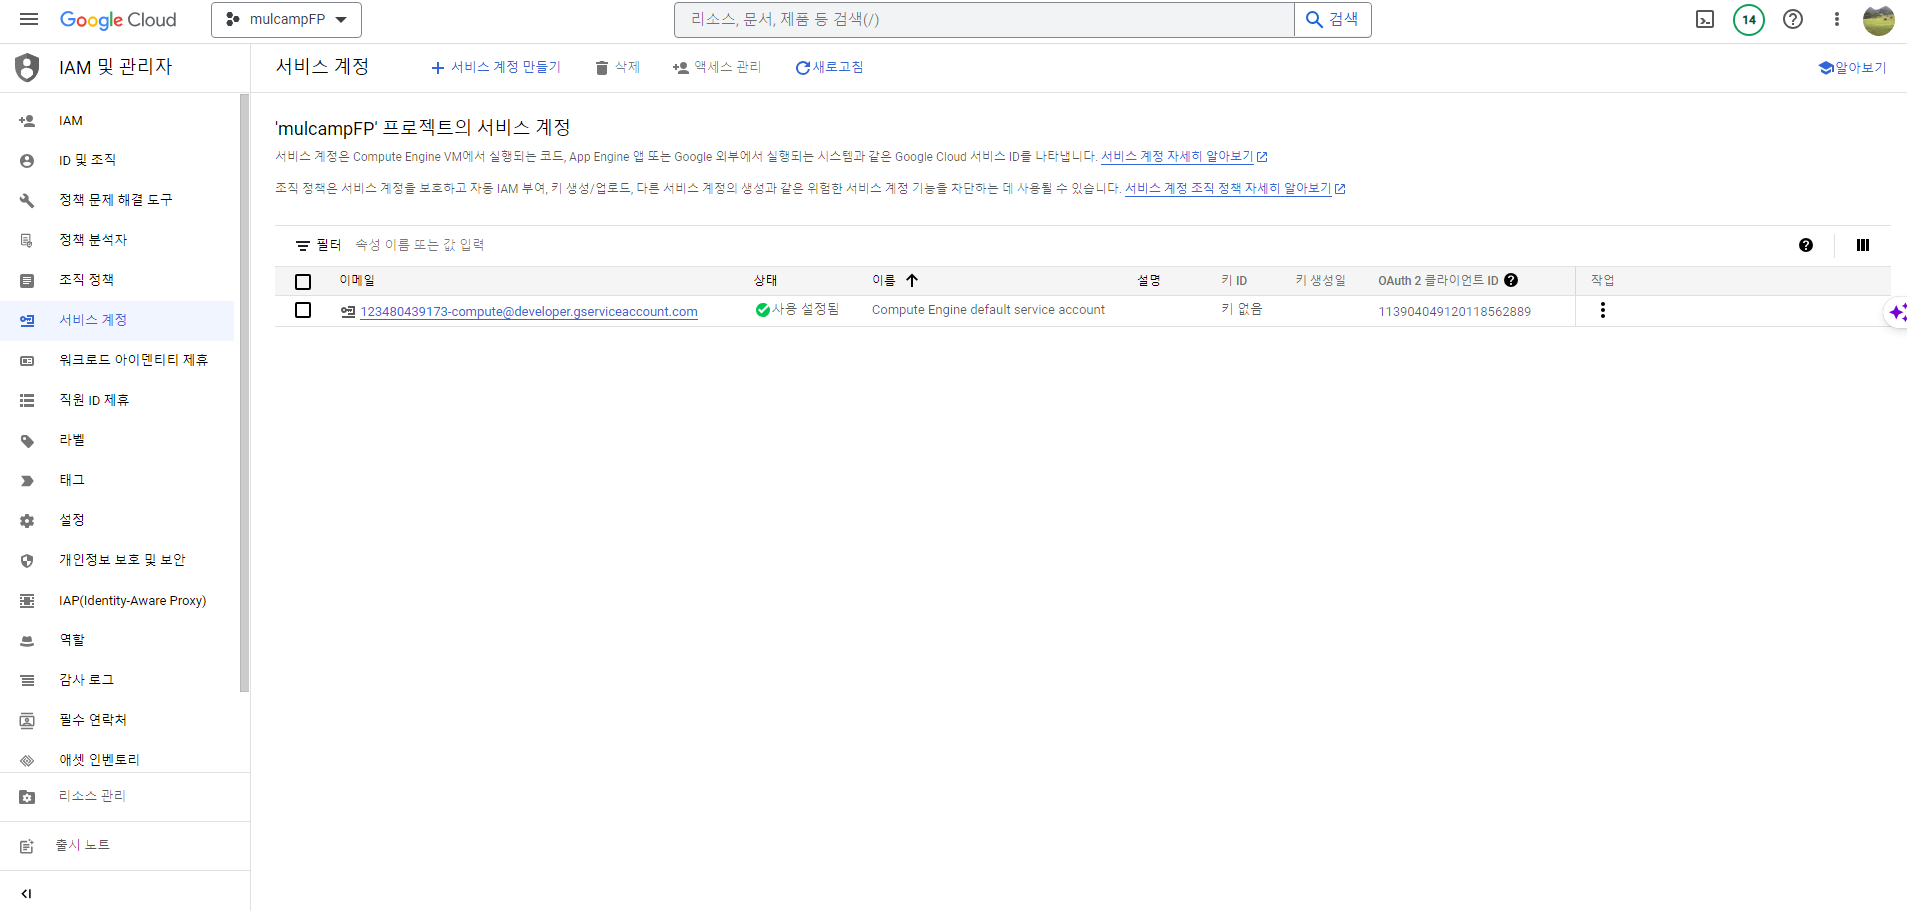 Google Cloud
mulcampFP
리소스, 문서, 제품 등 검색(/)
검색
14
IAM 및 관리자
서비스 계정
서비스 계정 만들기
삭제
액세스 관리
새로고침
알아보기
IAM
ID 및 조직
정책 문제 해결 도구
정책 분석자
조직 정책
서비스 계정
워크로드 아이덴티티 제휴
직원 ID 제휴
라벨
태그
설정
개인정보 보호 및 보안
IAP(Identity-Aware Proxy)
역할
감사 로그
필수 연락처
애셋 인벤토리
리소스 관리
출시 노트
'mulcampFP' 프로젝트의 서비스 계정
서비스 계정은 Compute Engine VM에서 실행되는 코드, App Engine 앱 또는 Google 외부에서 실행되는 시스템과 같은 Google Cloud 서비스 ID를 나타냅니다. 서비스 계정 자세히 알아보기
조직 정책은 서비스 계정을 보호하고 자동 IAM 부여, 키 생성/업로드, 다른 서비스 계정의 생성과 같은 위험한 서비스 계정 기능을 차단하는 데 사용될 수 있습니다. 서비스 계정 조직 정책 자세히 알아보기
필터 속성 이름 또는 값 입력
이메일 상태 이름 설명 키 ID 키 생성일 OAuth 2 클라이언트 ID 작업
123480439173-compute@developer.gserviceaccount.com 사용 설정됨 Compute Engine default service account 키 없음 113904049120118562889